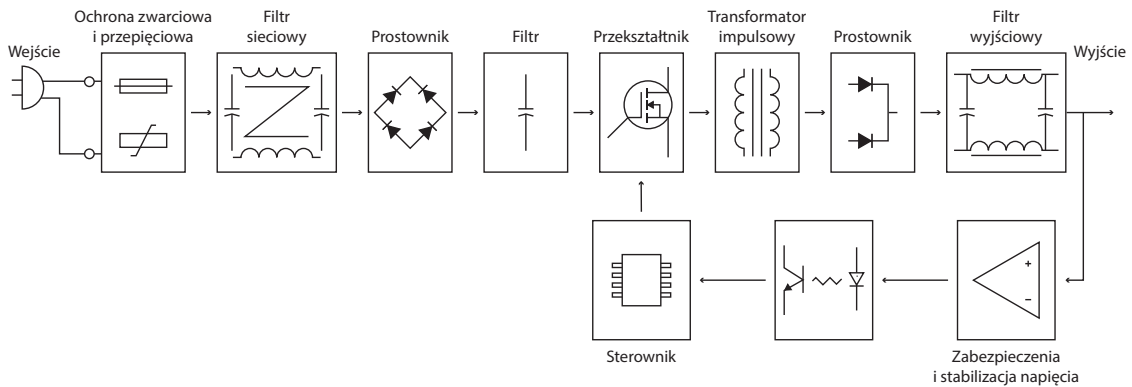 Wejście
Ochrona zwarciowa
i przepięciowa
Filtr
sieciowy
Prostownik
Filtr
Przekształtnik
Transformator
impulsowy
Prostownik
Filtr
wyjściowy
Wyjście
+
−
Sterownik
Zabezpieczenia
i stabilizacja napięcia